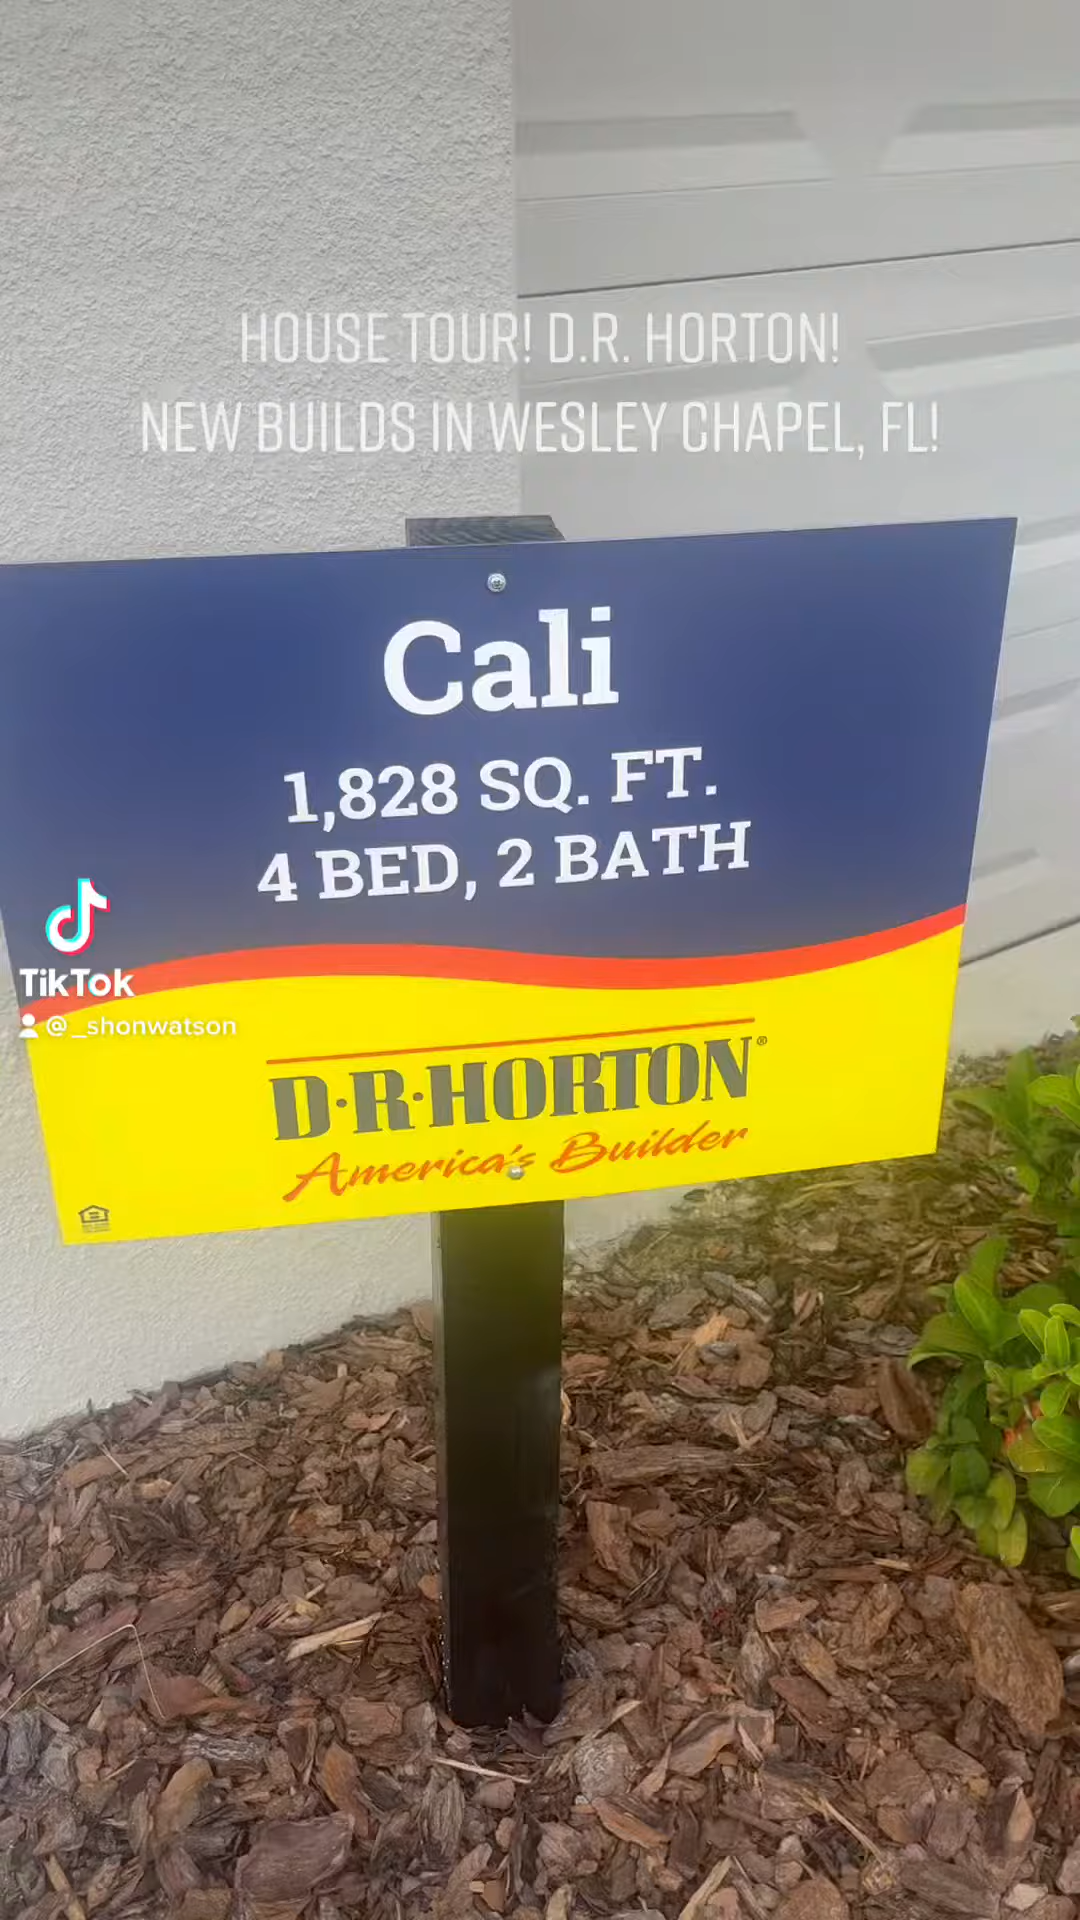 HOUSE TOUR! D.R. HORTON!
NEW BUILDS IN WESLEY CHAPEL, FL!
Cali
1,828 SQ. FT.
4 BED, 2 BATH
TikTok
@_shonwatson
D·R·HORTON®
America's Builder